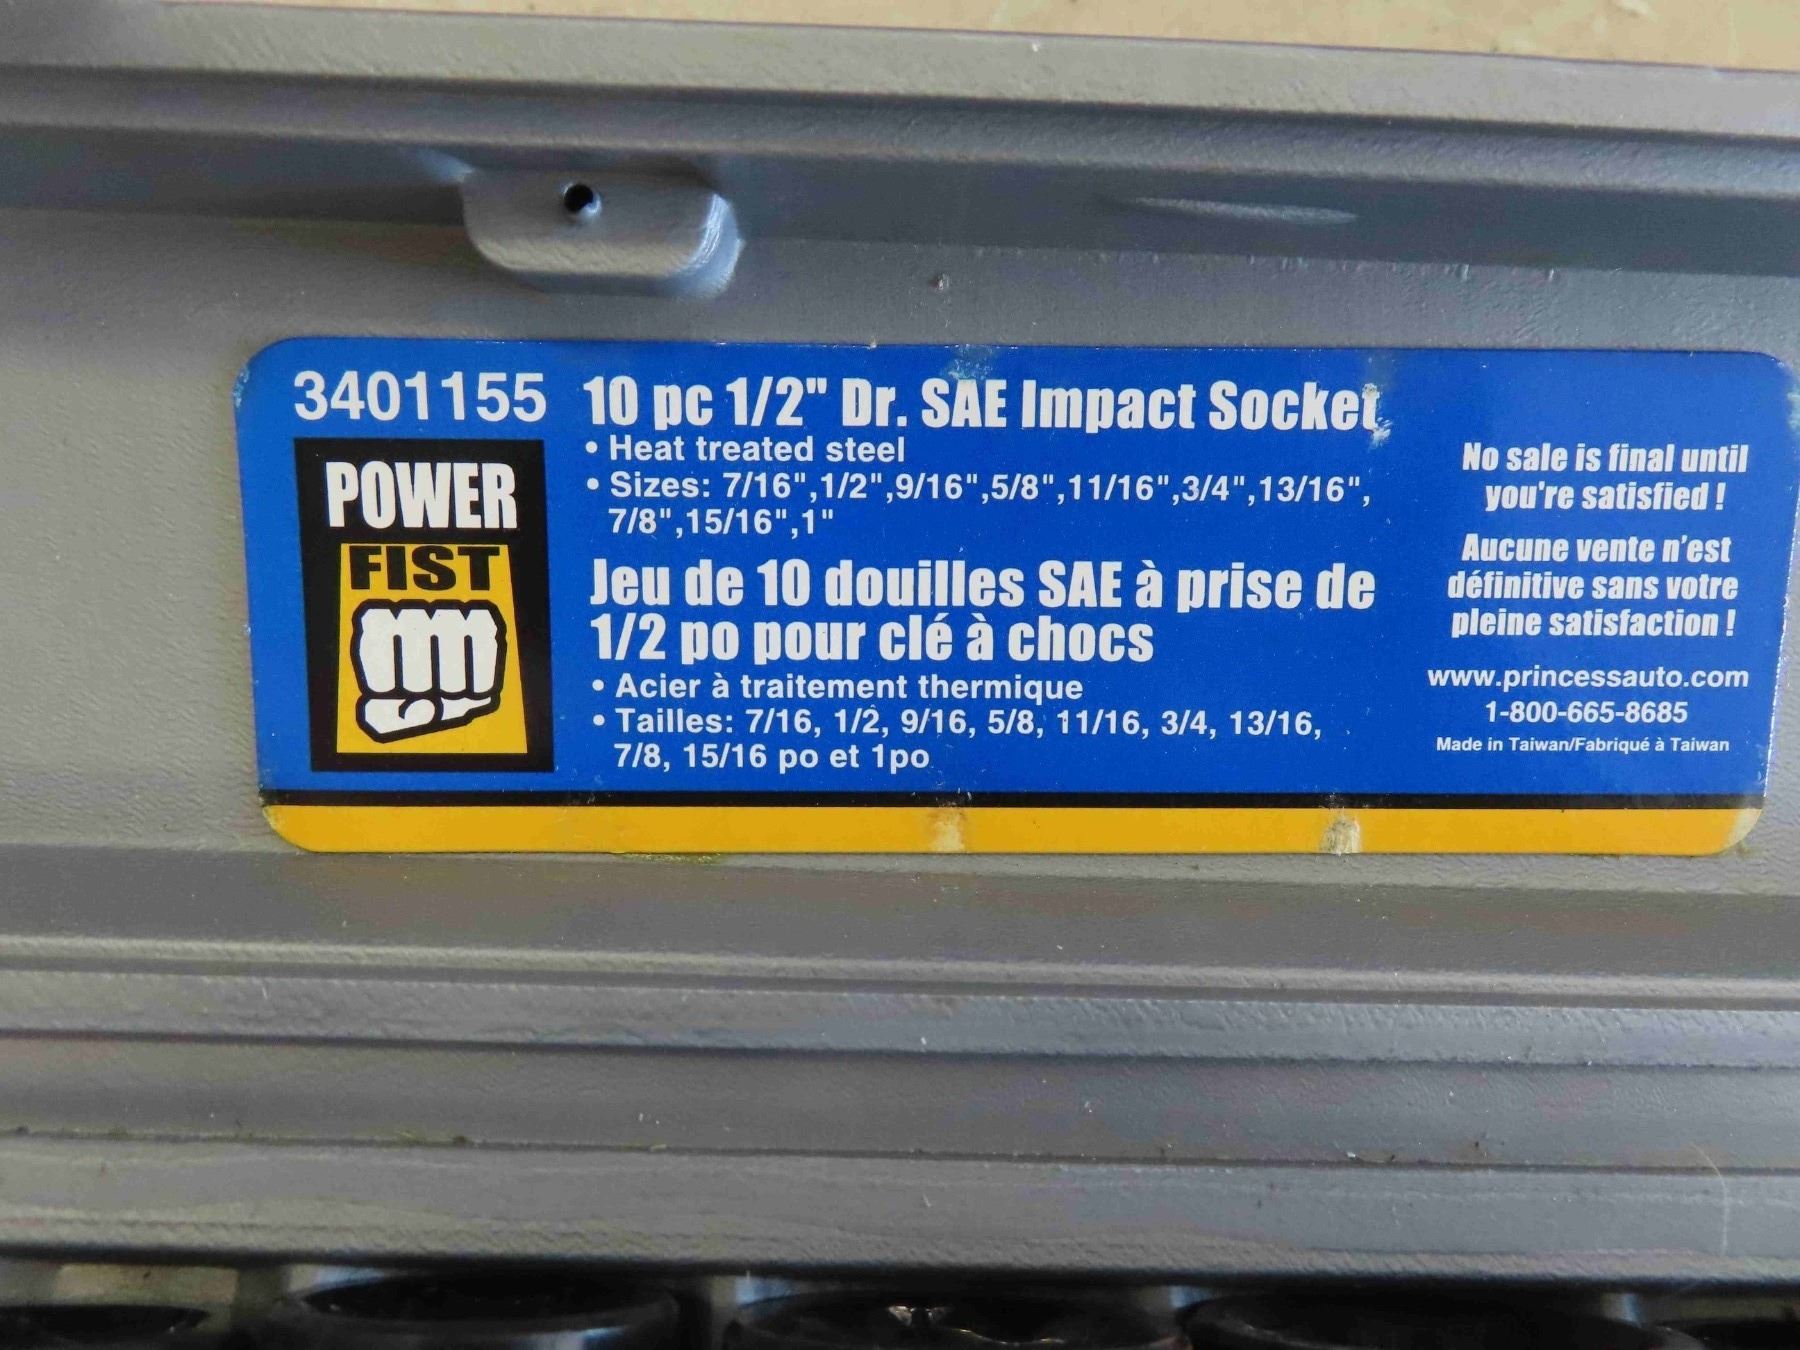 3401155
POWER
FIST
10 pc 1/2" Dr. SAE Impact Socket
• Heat treated steel
• Sizes: 7/16",1/2",9/16",5/8",11/16",3/4",13/16",
7/8",15/16",1"
Jeu de 10 douilles SAE à prise de
1/2 po pour clé à chocs
• Acier à traitement thermique
• Tailles: 7/16, 1/2, 9/16, 5/8, 11/16, 3/4, 13/16,
7/8, 15/16 po et 1po
No sale is final until
you're satisfied !
Aucune vente n'est
définitive sans votre
pleine satisfaction !
www.princessauto.com
1-800-665-8685
Made in Taiwan/Fabriqué à Taiwan